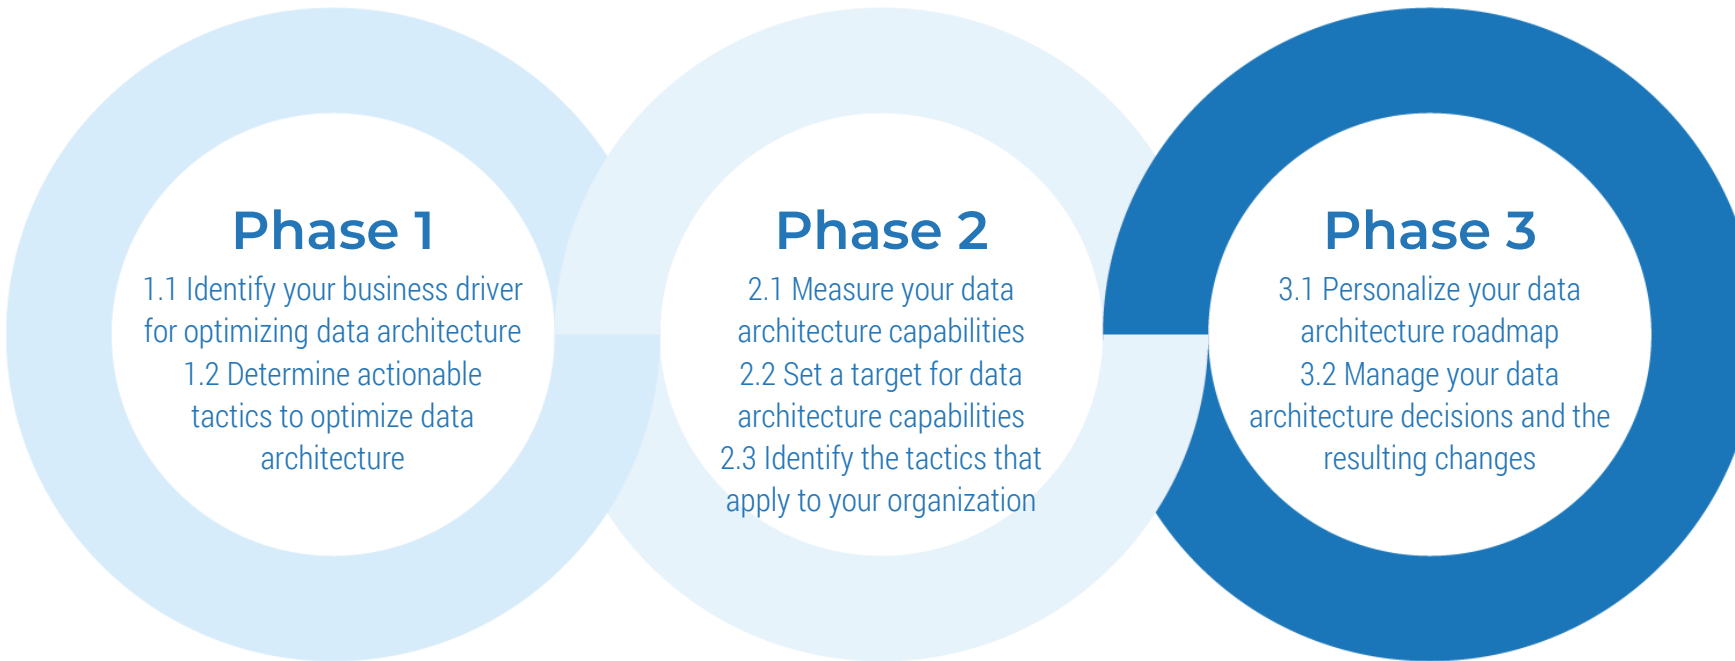 Phase 1
1.1 Identify your business driver
for optimizing data architecture
1.2 Determine actionable
tactics to optimize data
architecture
Phase 2
2.1 Measure your data
architecture capabilities
2.2 Set a target for data
architecture capabilities
2.3 Identify the tactics that
apply to your organization
Phase 3
3.1 Personalize your data
architecture roadmap
3.2 Manage your data
architecture decisions and the
resulting changes